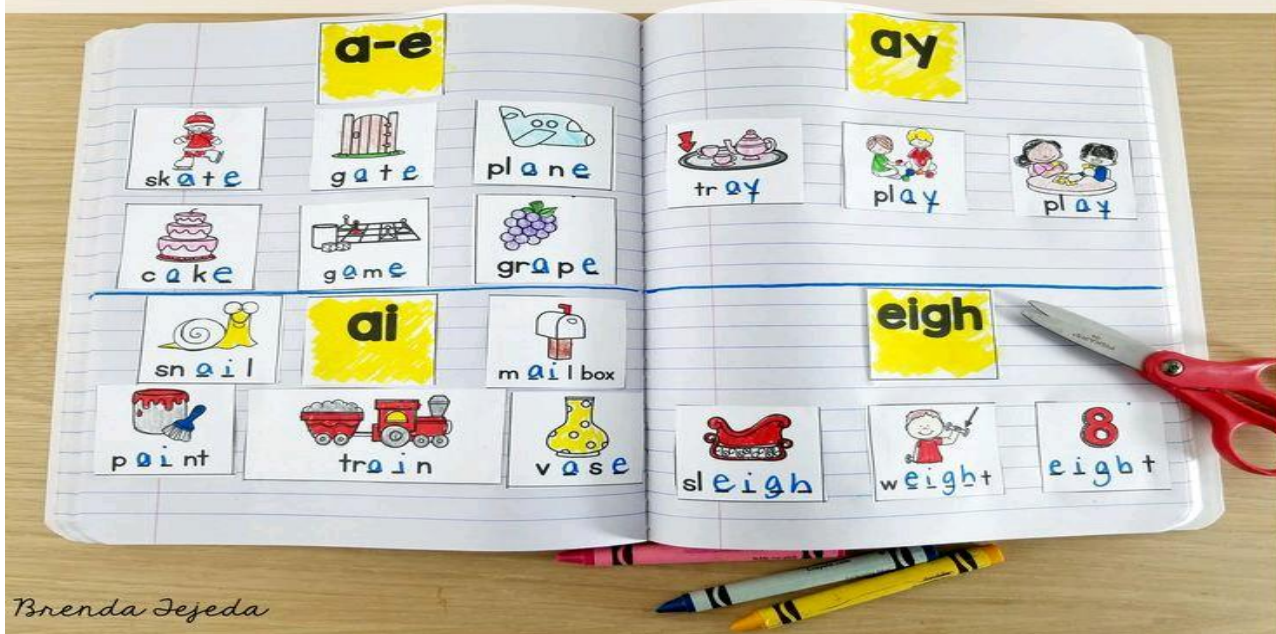 a-e
skate
gate
plane
cake
game
grape
ay
tray
play
play
ai
snail
mailbox
paint
train
vase
eigh
sleigh
weight
8
eight
Brenda Tejeda